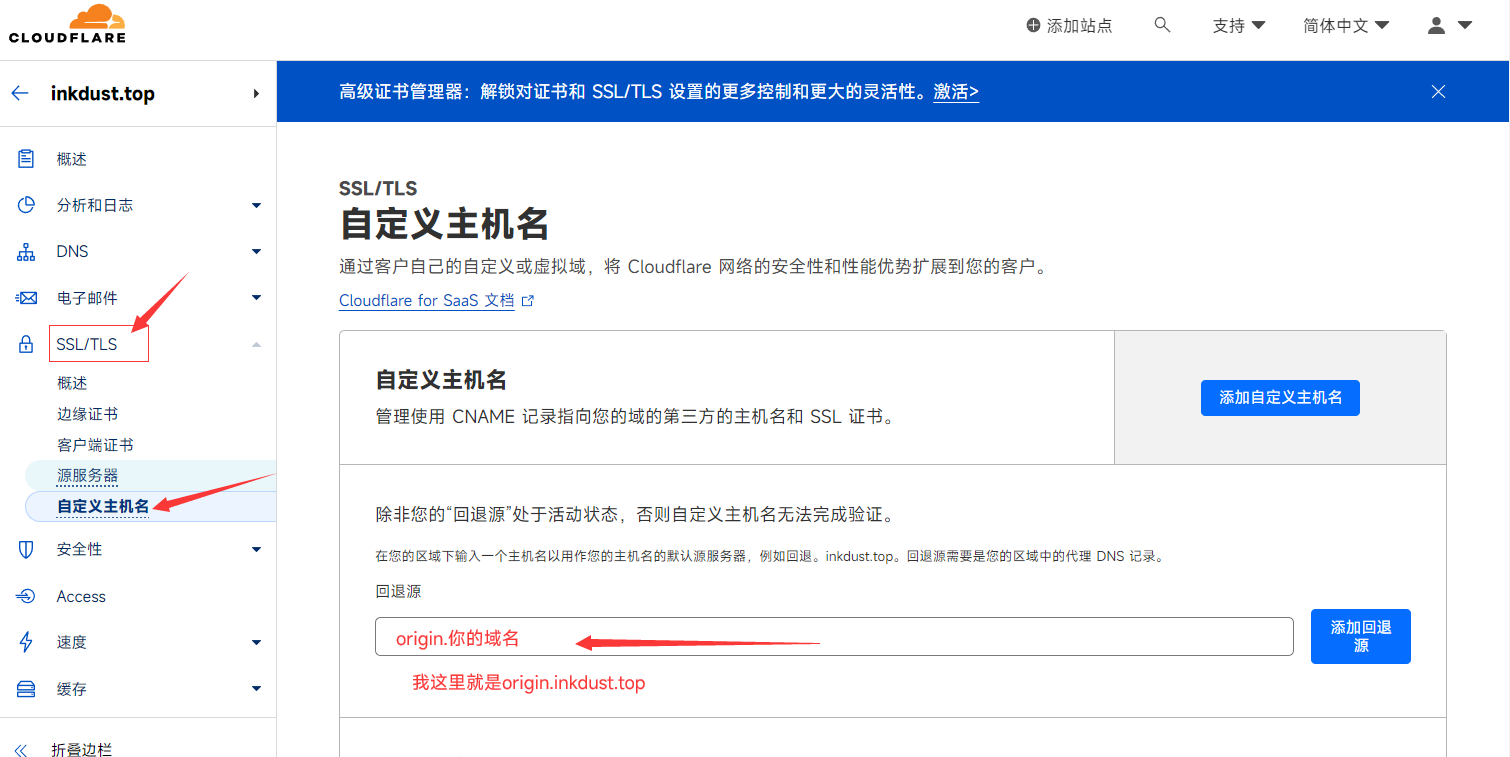 CLOUDFLARE
添加站点
支持
简体中文
inkdust.top
高级证书管理器：解锁对证书和 SSL/TLS 设置的更多控制和更大的灵活性。激活>
概述
分析和日志
DNS
电子邮件
SSL/TLS
概述
边缘证书
客户端证书
源服务器
自定义主机名
安全性
Access
速度
缓存
折叠边栏
SSL/TLS
自定义主机名
通过客户自己的自定义或虚拟域，将 Cloudflare 网络的安全性和性能优势扩展到您的客户。
Cloudflare for SaaS 文档
自定义主机名
管理使用 CNAME 记录指向您的域的第三方的主机名和 SSL 证书。
添加自定义主机名
除非您的“回退源”处于活动状态，否则自定义主机名无法完成验证。
在您的区域下输入一个主机名以用作您的主机名的默认源服务器，例如回退。inkdust.top。回退源需要是您的区域中的代理 DNS 记录。
回退源
origin.你的域名
添加回退
源
我这里就是origin.inkdust.top